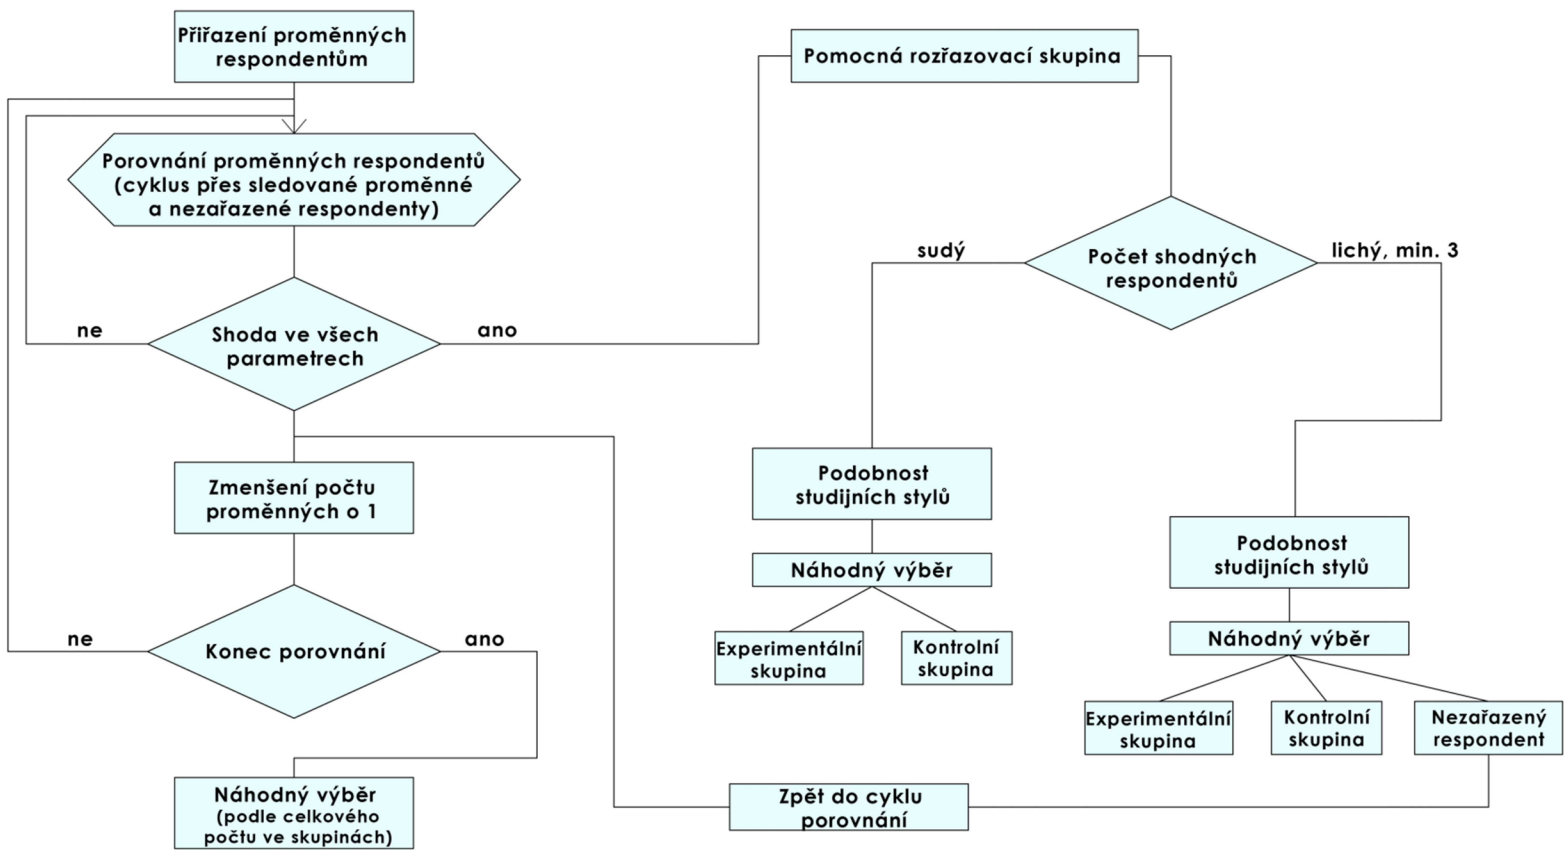 Přiřazení proměnných
respondentům
Porovnání proměnných respondentů
(cyklus přes sledované proměnné
a nezařazené respondenty)
ne
Shoda ve všech
parametrech
ano
Zmenšení počtu
proměnných o 1
ne
Konec porovnání
ano
Náhodný výběr
(podle celkového
počtu ve skupinách)
Pomocná rozřazovací skupina
sudý
Počet shodných
respondentů
lichý, min. 3
Podobnost
studijních stylů
Náhodný výběr
Experimentální
skupina
Kontrolní
skupina
Podobnost
studijních stylů
Náhodný výběr
Experimentální
skupina
Kontrolní
skupina
Nezařazený
respondent
Zpět do cyklu
porovnání